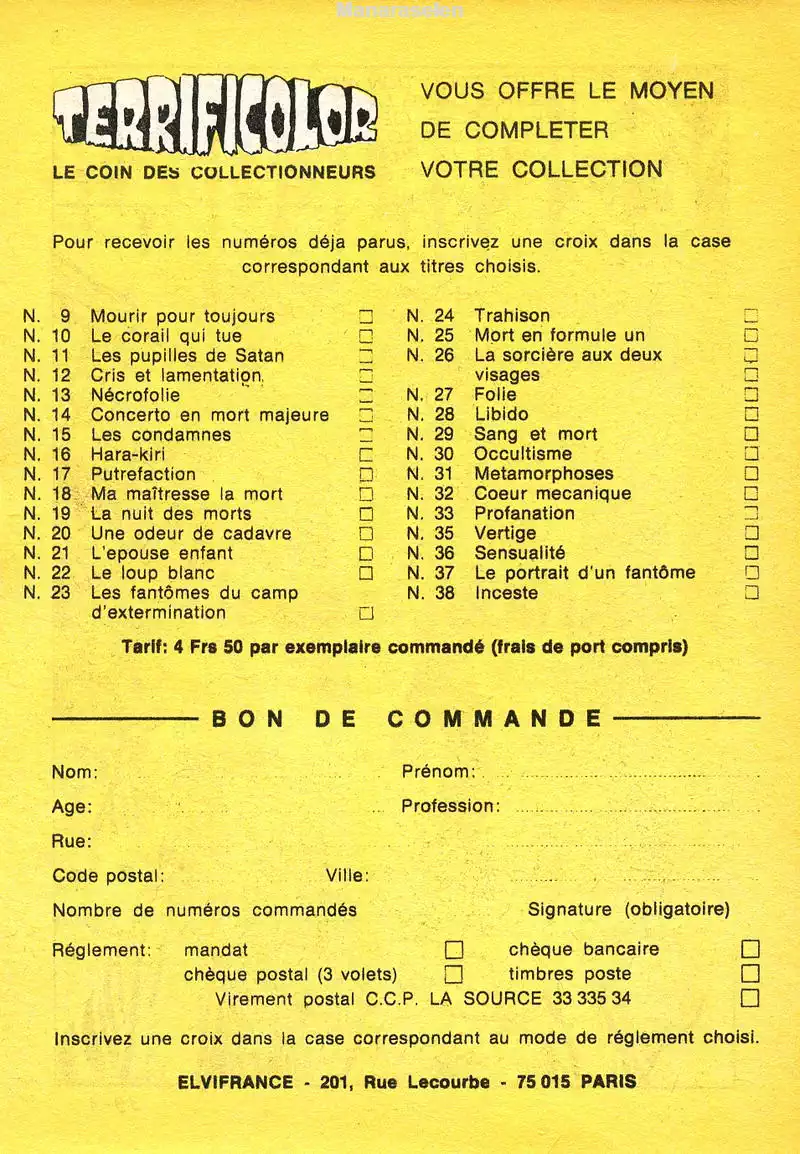 Manaraselen
TERRIFICOLOR
LE COIN DES COLLECTIONNEURS
VOUS OFFRE LE MOYEN
DE COMPLETER
VOTRE COLLECTION
Pour recevoir les numéros déja parus, inscrivez une croix dans la case
correspondant aux titres choisis.
N. 9 Mourir pour toujours
N. 10 Le corail qui tue
N. 11 Les pupilles de Satan
N. 12 Cris et lamentation.
N. 13 Nécrofolie
N. 14 Concerto en mort majeure
N. 15 Les condamnes
N. 16 Hara-kiri
N. 17 Putrefaction
N. 18 Ma maîtresse la mort
N. 19 La nuit des morts
N. 20 Une odeur de cadavre
N. 21 L'epouse enfant
N. 22 Le loup blanc
N. 23 Les fantômes du camp
d'extermination
N. 24 Trahison
N. 25 Mort en formule un
N. 26 La sorcière aux deux
visages
N. 27 Folie
N. 28 Libido
N. 29 Sang et mort
N. 30 Occultisme
N. 31 Metamorphoses
N. 32 Coeur mecanique
N. 33 Profanation
N. 35 Vertige
N. 36 Sensualité
N. 37 Le portrait d'un fantôme
N. 38 Inceste
Tarif: 4 Frs 50 par exemplaire commandé (frais de port compris)
BON DE COMMANDE
Nom: Prénom:
Age: Profession:
Rue:
Code postal: Ville:
Nombre de numéros commandés Signature (obligatoire)
Réglement: mandat chèque bancaire
chèque postal (3 volets) timbres poste
Virement postal C.C.P. LA SOURCE 33 335 34
Inscrivez une croix dans la case correspondant au mode de réglement choisi.
ELVIFRANCE - 201, Rue Lecourbe - 75 015 PARIS